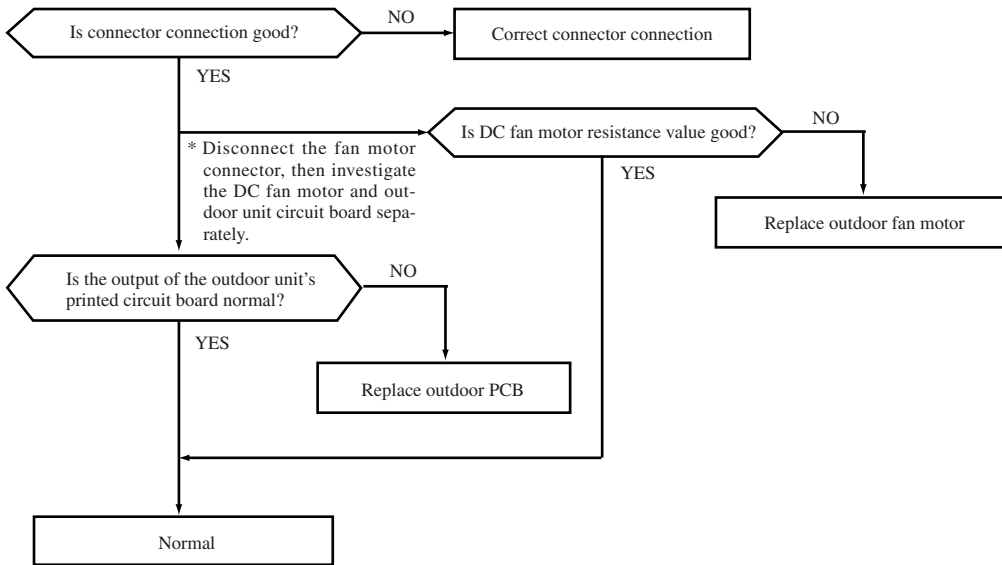 Is connector connection good?
NO
Correct connector connection
YES
Is DC fan motor resistance value good?
NO
* Disconnect the fan motor
connector, then investigate
the DC fan motor and out-
door unit circuit board sepa-
rately.
YES
Replace outdoor fan motor
Is the output of the outdoor unit's
printed circuit board normal?
NO
YES
Replace outdoor PCB
Normal